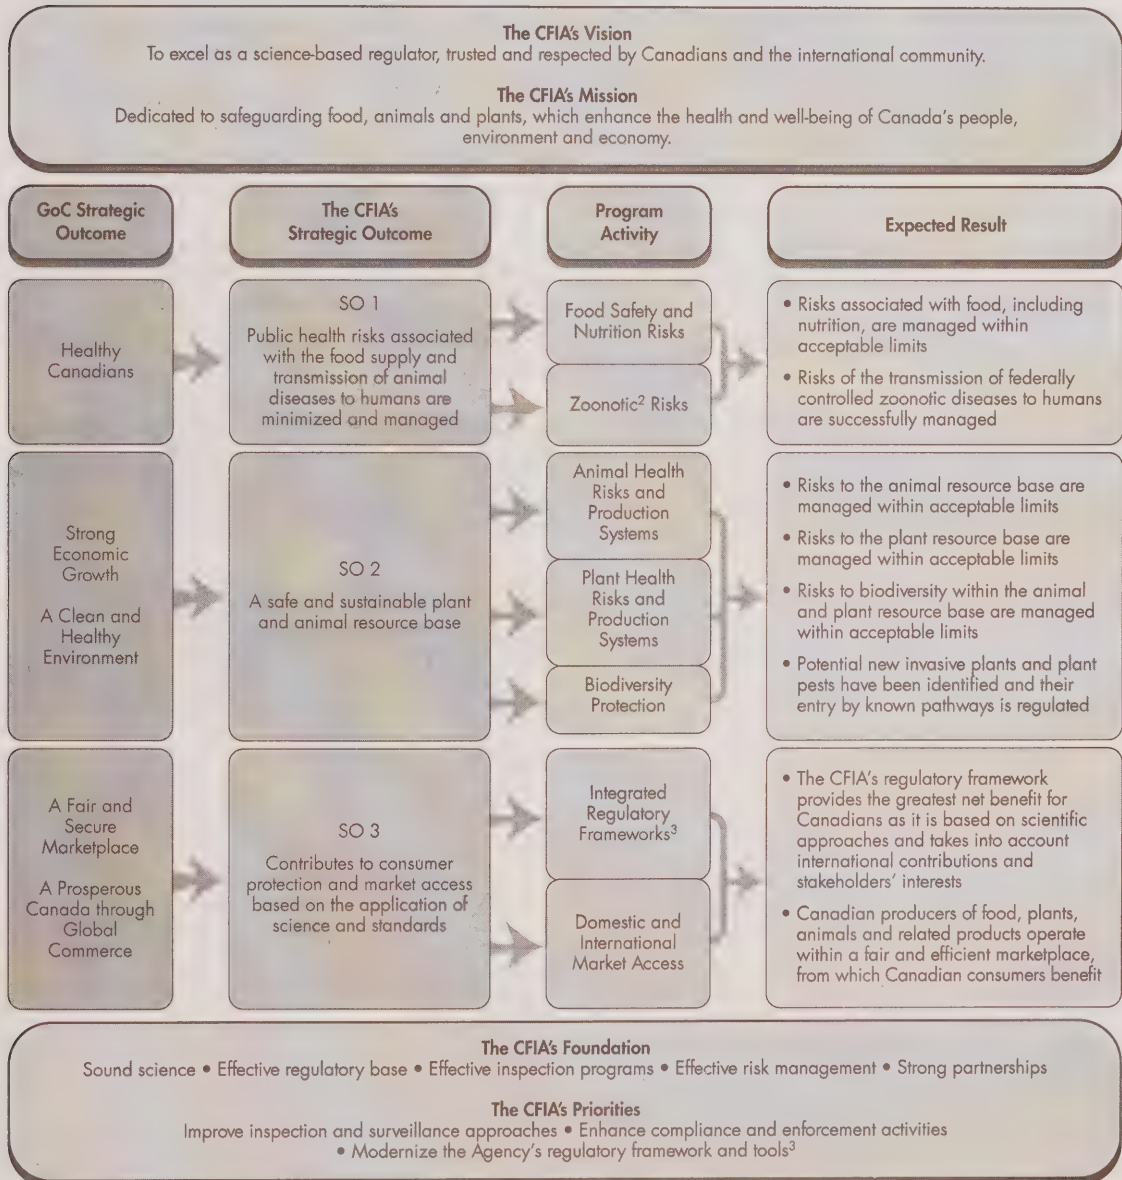 The CFIA's Vision
To excel as a science-based regulator, trusted and respected by Canadians and the international community.
The CFIA's Mission
Dedicated to safeguarding food, animals and plants, which enhance the health and well-being of Canada's people,
environment and economy.
GoC Strategic
Outcome
The CFIA's
Strategic Outcome
Program
Activity
Expected Result
Healthy
Canadians
SO 1
Public health risks associated
with the food supply and
transmission of animal
diseases to humans are
minimized and managed
Food Safety and
Nutrition Risks
Zoonotic² Risks
• Risks associated with food, including
nutrition, are managed within
acceptable limits
• Risks of the transmission of federally
controlled zoonotic diseases to humans
are successfully managed
Strong
Economic
Growth
A Clean and
Healthy
Environment
SO 2
A safe and sustainable plant
and animal resource base
Animal Health
Risks and
Production
Systems
Plant Health
Risks and
Production
Systems
Biodiversity
Protection
• Risks to the animal resource base are
managed within acceptable limits
• Risks to the plant resource base are
managed within acceptable limits
• Risks to biodiversity within the animal
and plant resource base are managed
within acceptable limits
• Potential new invasive plants and plant
pests have been identified and their
entry by known pathways is regulated
A Fair and
Secure
Marketplace
A Prosperous
Canada through
Global
Commerce
SO 3
Contributes to consumer
protection and market access
based on the application of
science and standards
Integrated
Regulatory
Frameworks³
Domestic and
International
Market Access
• The CFIA's regulatory framework
provides the greatest net benefit for
Canadians as it is based on scientific
approaches and takes into account
international contributions and
stakeholders' interests
• Canadian producers of food, plants,
animals and related products operate
within a fair and efficient marketplace,
from which Canadian consumers benefit
The CFIA's Foundation
Sound science • Effective regulatory base • Effective inspection programs • Effective risk management • Strong partnerships
The CFIA's Priorities
Improve inspection and surveillance approaches • Enhance compliance and enforcement activities
• Modernize the Agency's regulatory framework and tools³